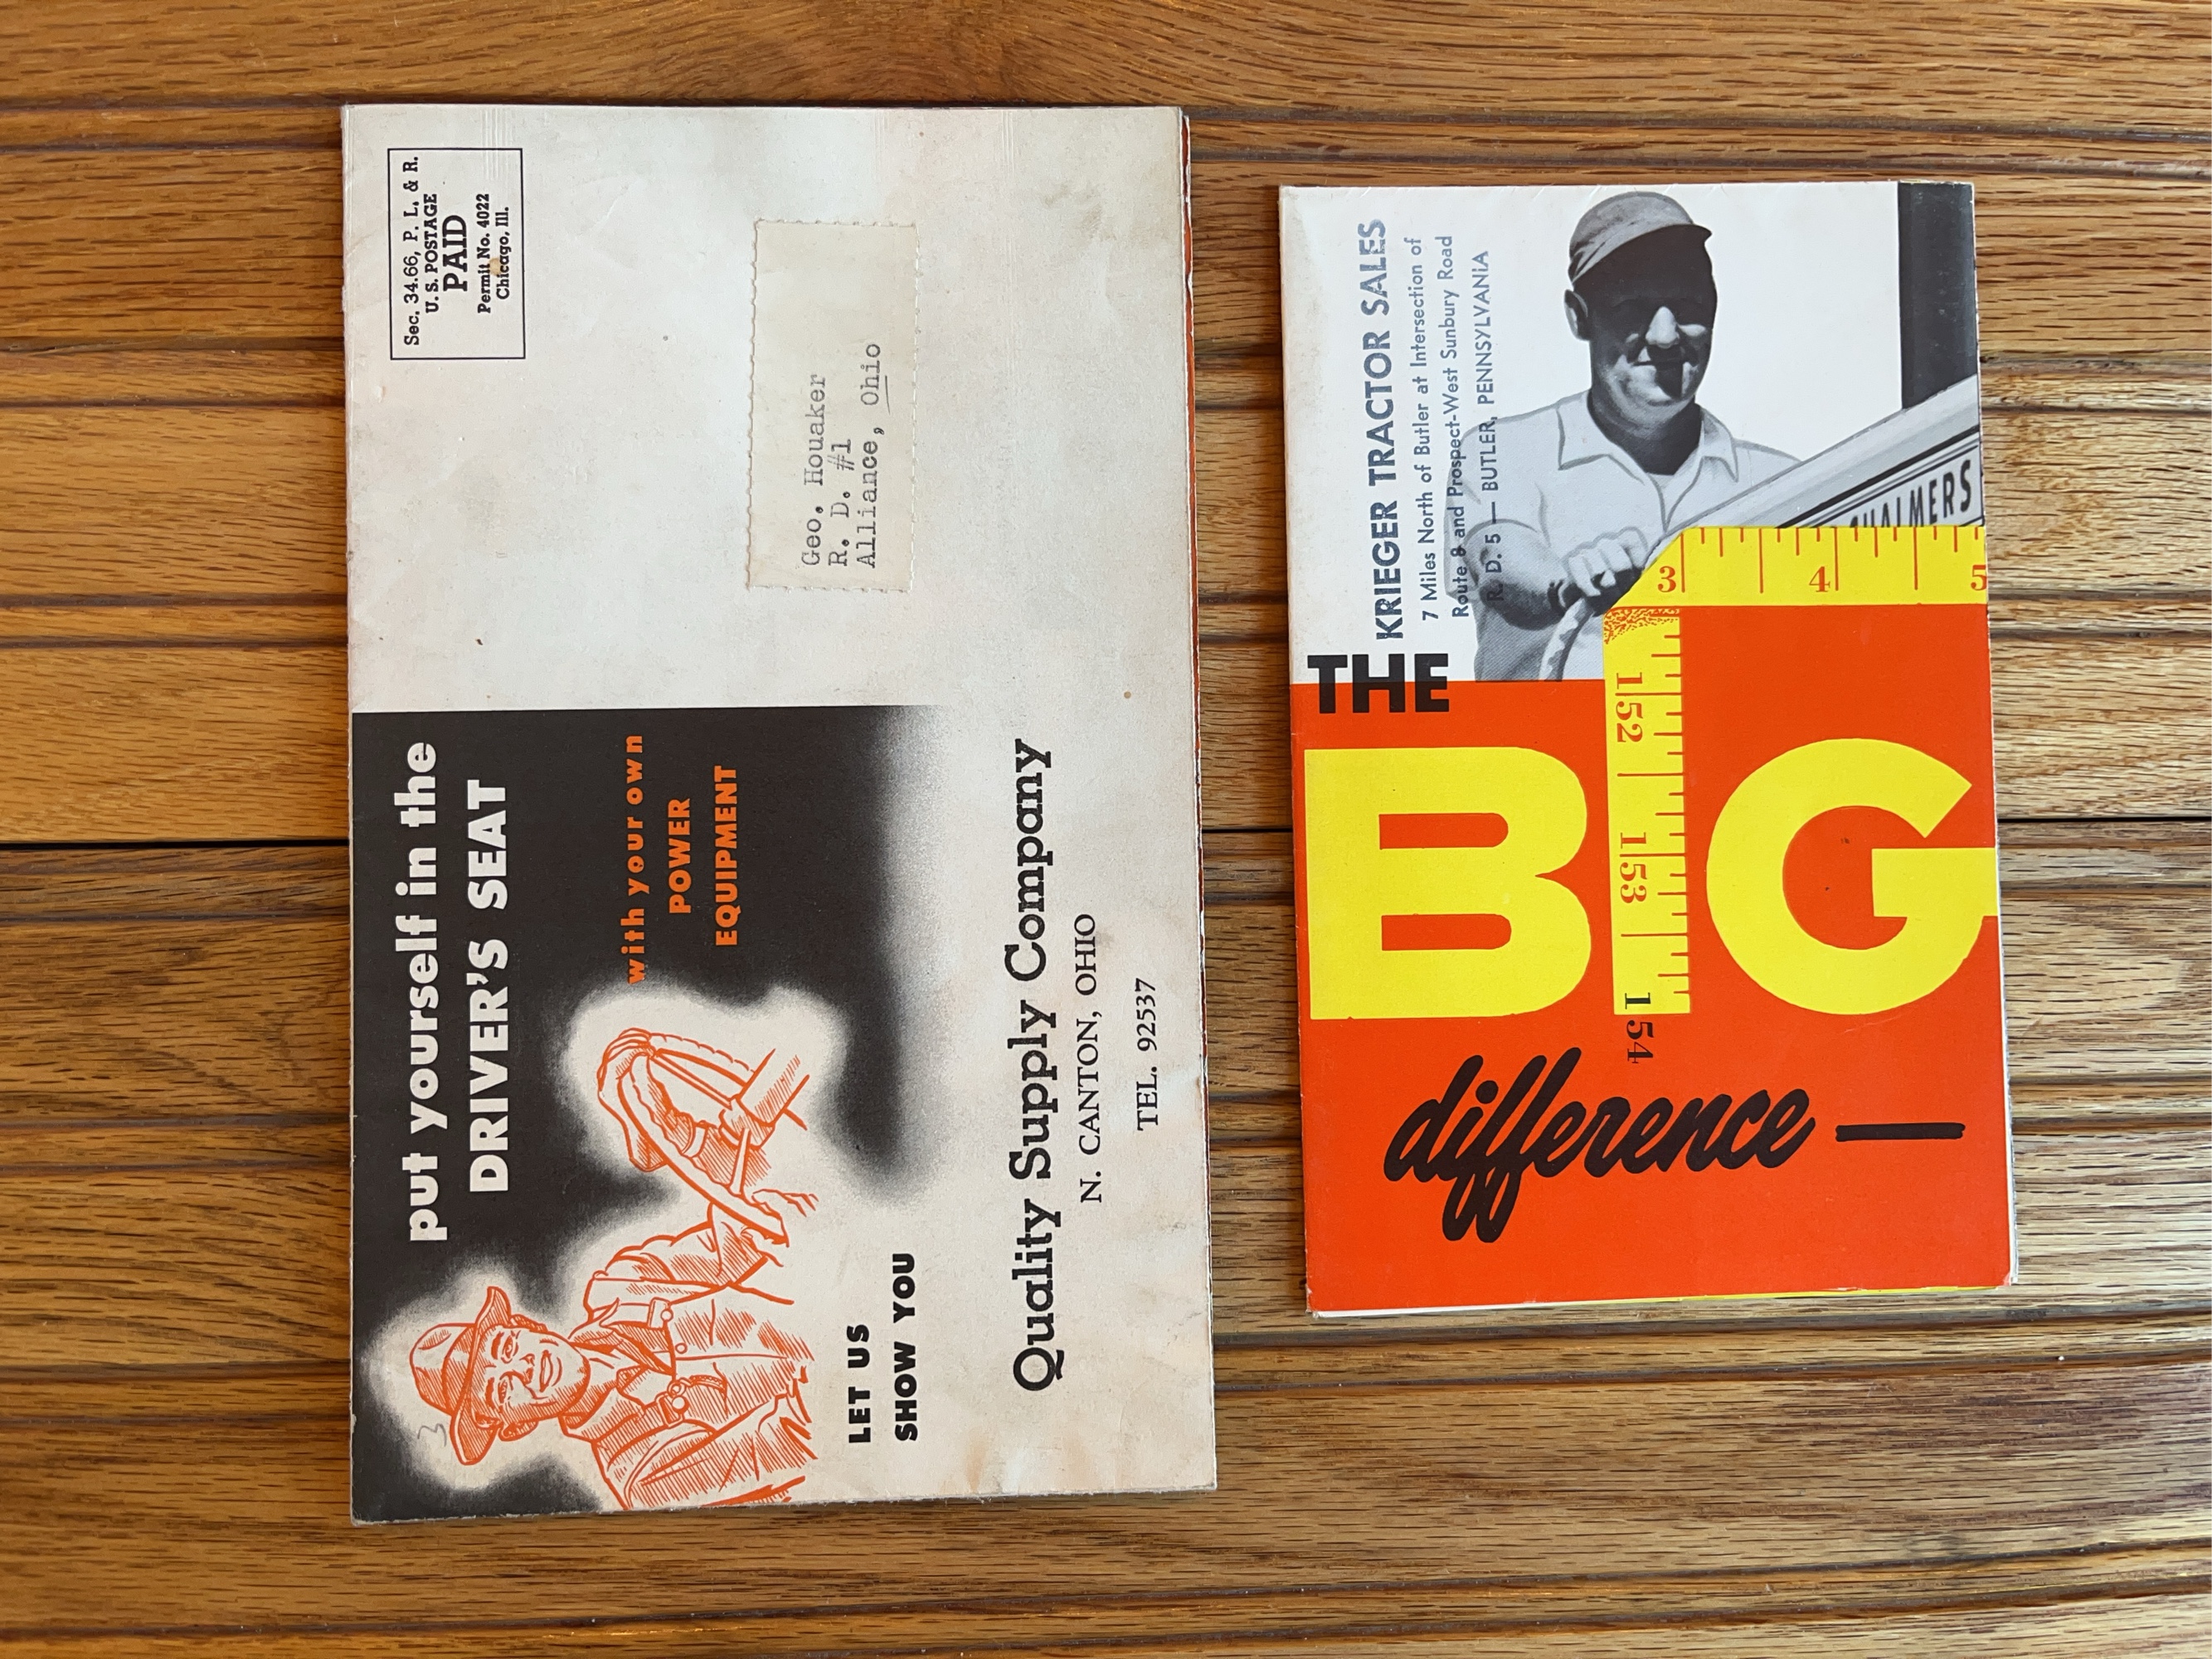 Sec. 34.66, P. L. & R.
U. S. POSTAGE
PAID
Permit No. 4022
Chicago, Ill.
Geo. Houaker
R. D. #1
Alliance, Ohio
put yourself in the
DRIVER'S SEAT
with your own
POWER
EQUIPMENT
LET US
SHOW YOU
Quality Supply Company
N. CANTON, OHIO
TEL. 92537
3
KRIEGER TRACTOR SALES
7 Miles North of Butler at Intersection of
Route 8 and Prospect-West Sunbury Road
R. D. 5 — BUTLER, PENNSYLVANIA
CHALMERS
3 4 5
152 153 154
THE
BIG
difference —